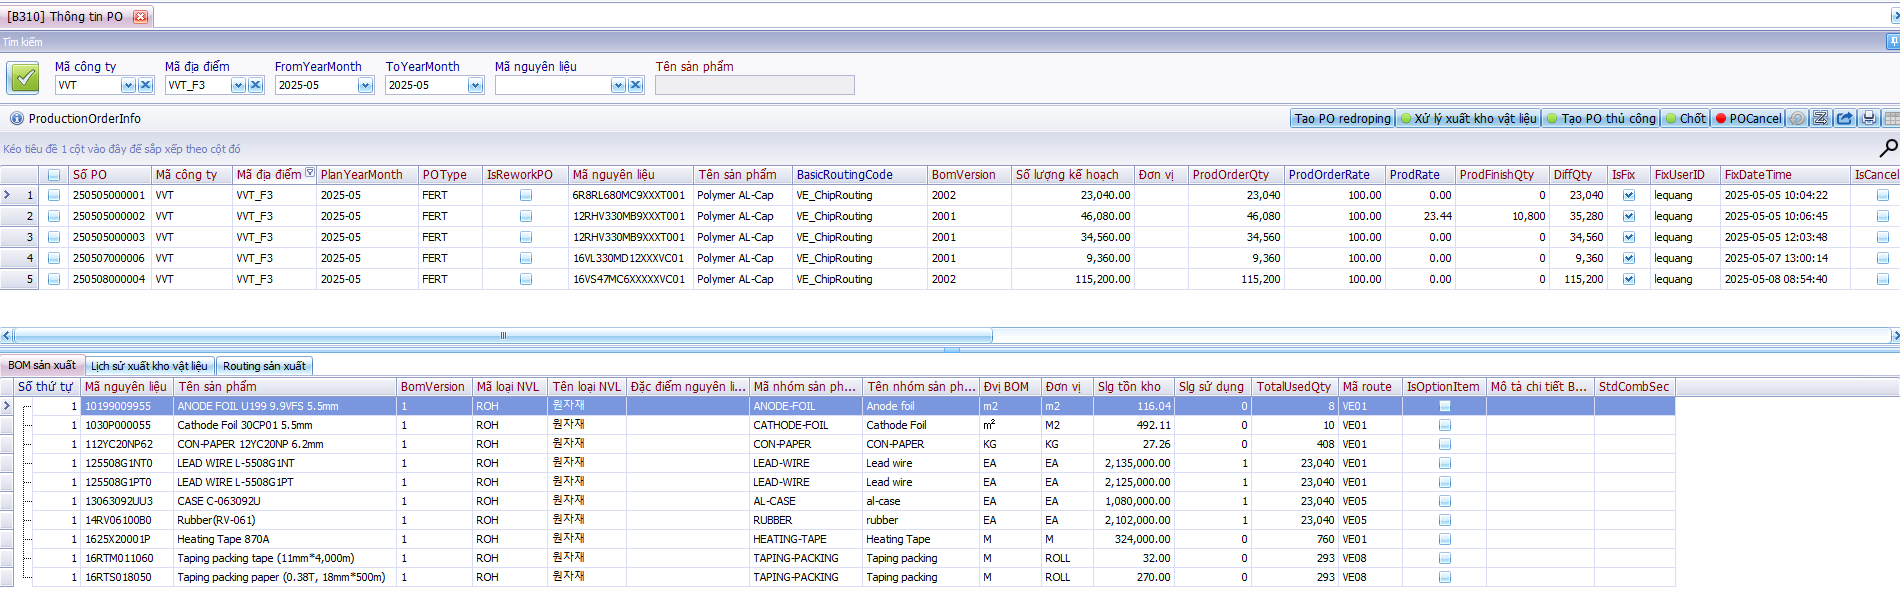 [B310] Thông tin PO
Tìm kiếm
Mã công ty Mã địa điểm FromYearMonth ToYearMonth Mã nguyên liệu Tên sản phẩm
VVT VVT_F3 2025-05 2025-05
ProductionOrderInfo Tao PO redroping Xử lý xuất kho vật liệu Tạo PO thủ công Chốt POCancel
Kéo tiêu đề 1 cột vào đây để sắp xếp theo cột đó
Số PO Mã công ty Mã địa điểm PlanYearMonth POType IsReworkPO Mã nguyên liệu Tên sản phẩm BasicRoutingCode BomVersion Số lượng kế hoạch Đơn vị ProdOrderQty ProdOrderRate ProdRate ProdFinishQty DiffQty IsFix FixUserID FixDateTime IsCancel
1 250505000001 VVT VVT_F3 2025-05 FERT 6R8RL680MC9XXXT001 Polymer AL-Cap VE_ChipRouting 2002 23,040.00 23,040 100.00 0.00 0 23,040 lequang 2025-05-05 10:04:22
2 250505000002 VVT VVT_F3 2025-05 FERT 12RHV330MB9XXXT001 Polymer AL-Cap VE_ChipRouting 2001 46,080.00 46,080 100.00 23.44 10,800 35,280 lequang 2025-05-05 10:06:45
3 250505000003 VVT VVT_F3 2025-05 FERT 12RHV330MB9XXXT001 Polymer AL-Cap VE_ChipRouting 2001 34,560.00 34,560 100.00 0.00 0 34,560 lequang 2025-05-05 12:03:48
4 250507000006 VVT VVT_F3 2025-05 FERT 16VL330MD12XXXVC01 Polymer AL-Cap VE_ChipRouting 2001 9,360.00 9,360 100.00 0.00 0 9,360 lequang 2025-05-07 13:00:14
5 250508000004 VVT VVT_F3 2025-05 FERT 16VS47MC6XXXXXVC01 Polymer AL-Cap VE_ChipRouting 2002 115,200.00 115,200 100.00 0.00 0 115,200 lequang 2025-05-08 08:54:40
BOM sản xuất Lịch sử xuất kho vật liệu Routing sản xuất
Số thứ tự Mã nguyên liệu Tên sản phẩm BomVersion Mã loại NVL Tên loại NVL Đặc điểm nguyên li... Mã nhóm sản ph... Tên nhóm sản ph... Đvị BOM Đơn vị Slg tồn kho Slg sử dụng TotalUsedQty Mã route IsOptionItem Mô tả chi tiết B... StdCombSec
1 10199009955 ANODE FOIL U199 9.9VFS 5.5mm 1 ROH 원자재 ANODE-FOIL Anode foil m2 m2 116.04 0 8 VE01
1 1030P000055 Cathode Foil 30CP01 5.5mm 1 ROH 원자재 CATHODE-FOIL Cathode Foil m² M2 492.11 0 10 VE01
1 112YC20NP62 CON-PAPER 12YC20NP 6.2mm 1 ROH 원자재 CON-PAPER CON-PAPER KG KG 27.26 0 408 VE01
1 125508G1NT0 LEAD WIRE L-5508G1NT 1 ROH 원자재 LEAD-WIRE Lead wire EA EA 2,135,000.00 1 23,040 VE01
1 125508G1PT0 LEAD WIRE L-5508G1PT 1 ROH 원자재 LEAD-WIRE Lead wire EA EA 2,125,000.00 1 23,040 VE01
1 13063092UU3 CASE C-063092U 1 ROH 원자재 AL-CASE al-case EA EA 1,080,000.00 1 23,040 VE05
1 14RV06100B0 Rubber(RV-061) 1 ROH 원자재 RUBBER rubber EA EA 2,102,000.00 1 23,040 VE05
1 1625X20001P Heating Tape 870A 1 ROH 원자재 HEATING-TAPE Heating Tape M M 324,000.00 0 760 VE01
1 16RTM011060 Taping packing tape (11mm*4,000m) 1 ROH 원자재 TAPING-PACKING Taping packing M ROLL 32.00 0 293 VE08
1 16RTS018050 Taping packing paper (0.38T, 18mm*500m) 1 ROH 원자재 TAPING-PACKING Taping packing M ROLL 270.00 0 293 VE08